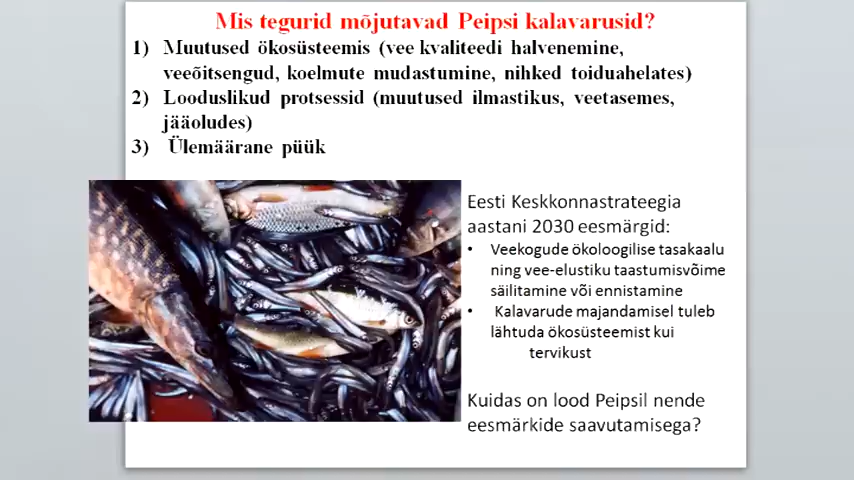 Mis tegurid mõjutavad Peipsi kalavarusid?
1) Muutused ökosüsteemis (vee kvaliteedi halvenemine,
veeõitsengud, koelmute mudastumine, nihked toiduahelates)
2) Looduslikud protsessid (muutused ilmastikus, veetasemes,
jääoludes)
3) Ülemäärane püük
Eesti Keskkonnastrateegia
aastani 2030 eesmärgid:
• Veekogude ökoloogilise tasakaalu
ning vee-elustiku taastumisvõime
säilitamine või ennistamine
• Kalavarude majandamisel tuleb
lähtuda ökosüsteemist kui
tervikust
Kuidas on lood Peipsil nende
eesmärkide saavutamisega?